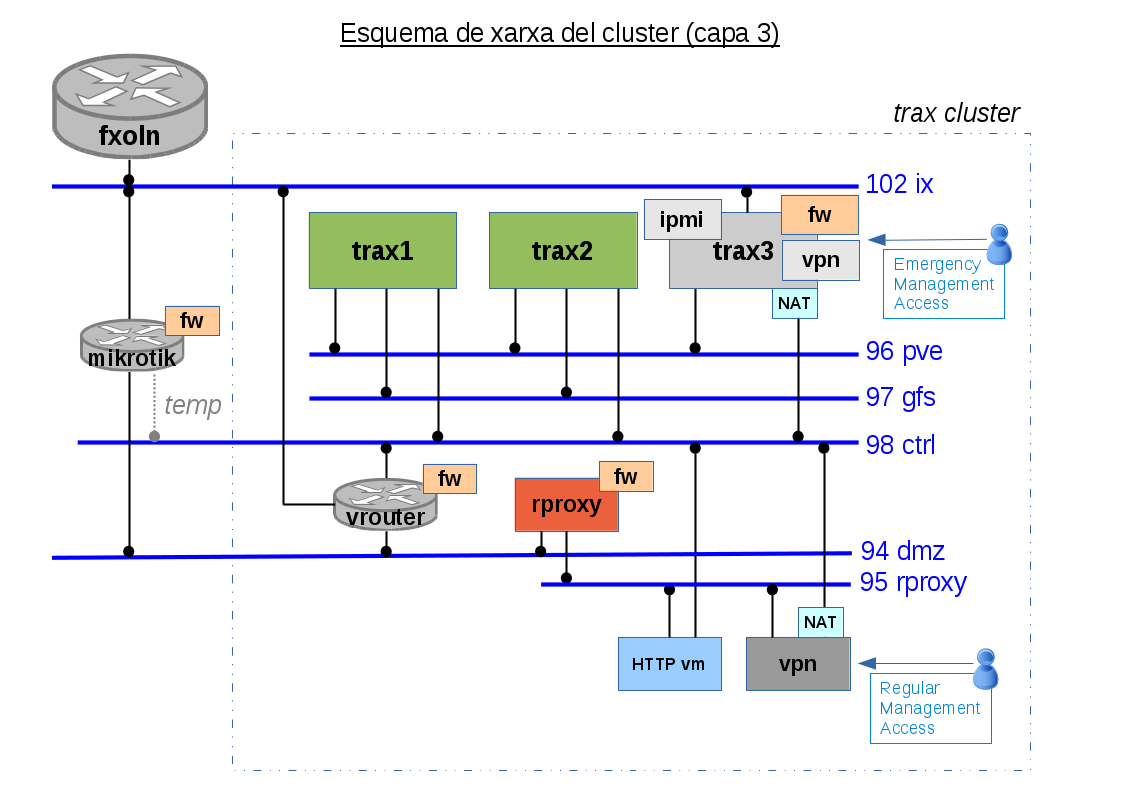 Esquema de xarxa del cluster (capa 3)
fxoln
trax cluster
102 ix
ipmi
fw
trax1
trax2
trax3
vpn
Emergency
Management
Access
NAT
fw
mikrotik
96 pve
97 gfs
temp
98 ctrl
fw
fw
vrouter
rproxy
94 dmz
95 rproxy
NAT
HTTP vm
vpn
Regular
Management
Access